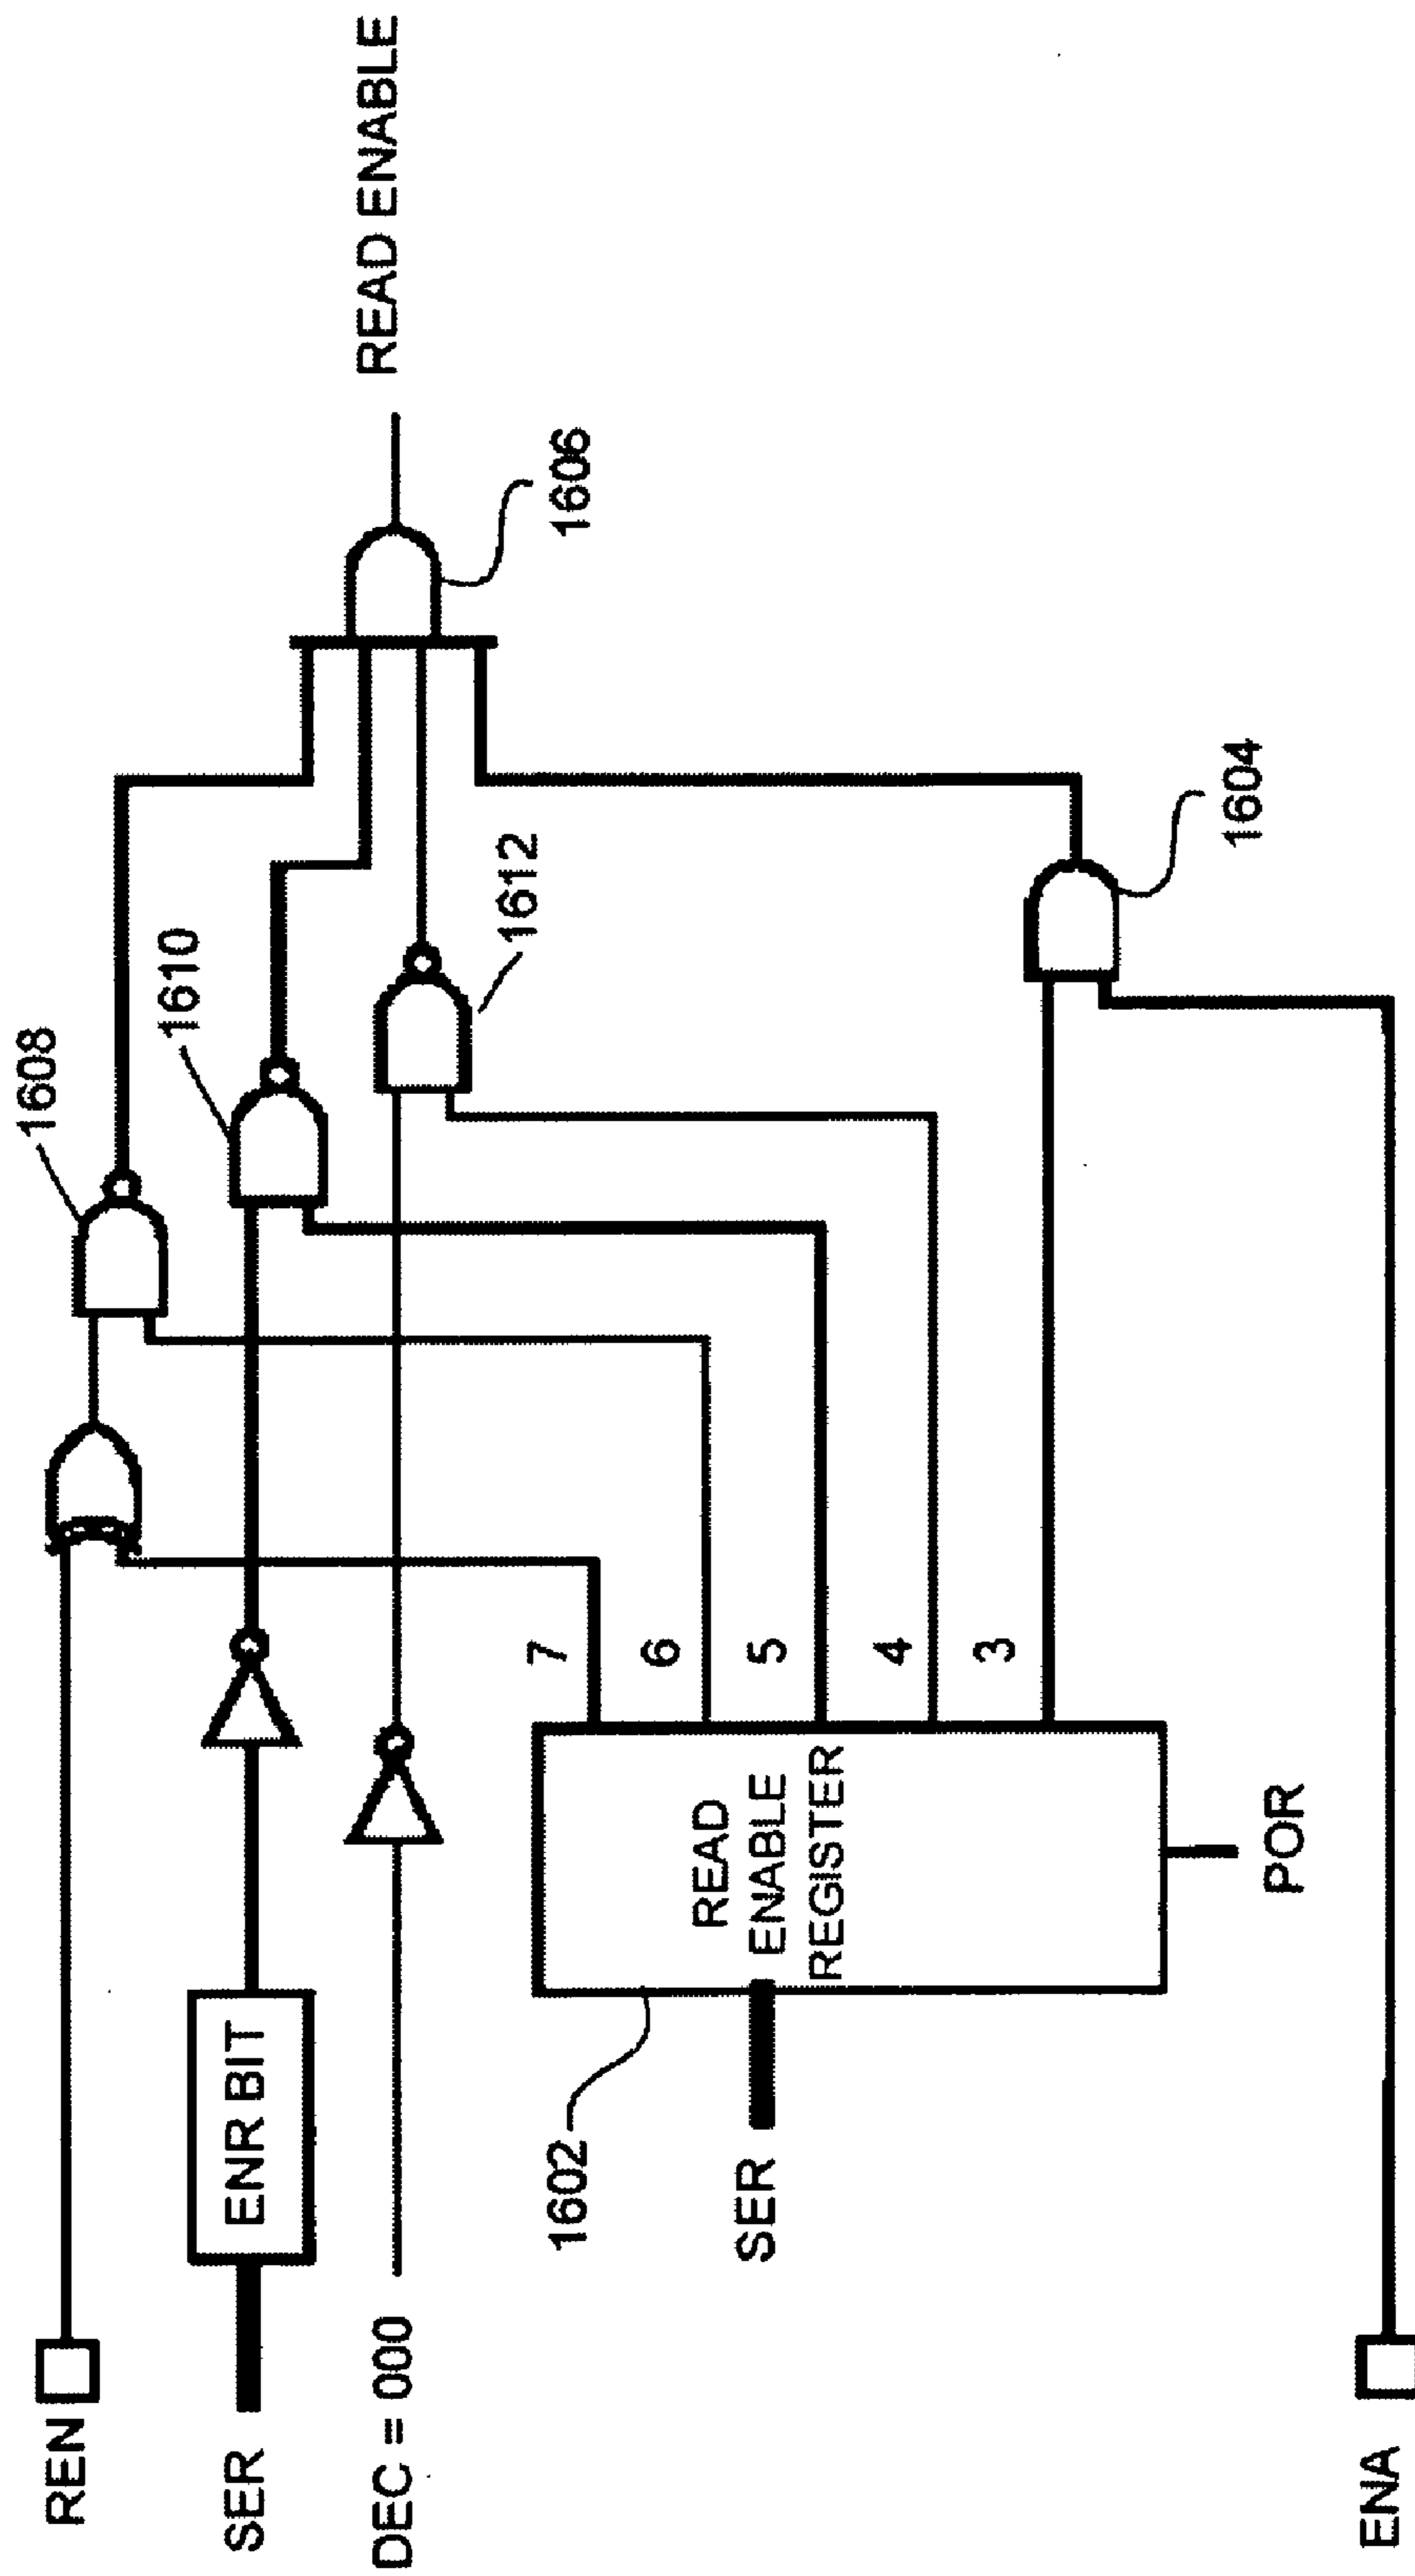 REN
SER
ENR BIT
DEC = 000
1608
1610
1612
READ ENABLE
1606
7
6
5
4
3
1602
SER
READ
ENABLE
REGISTER
POR
1604
ENA